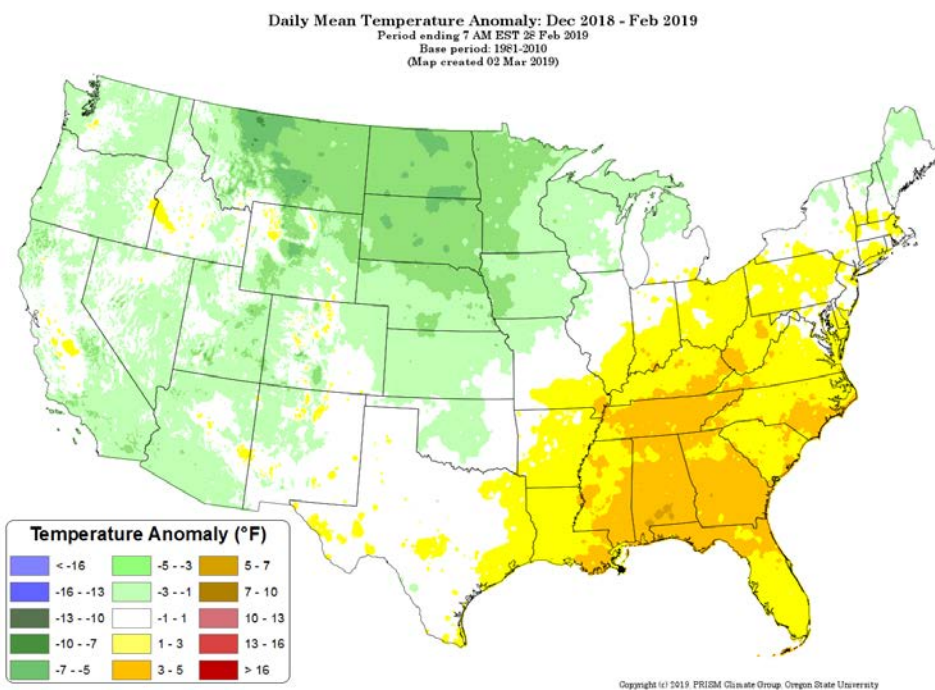 Daily Mean Temperature Anomaly: Dec 2018 - Feb 2019
Period ending 7 AM EST 28 Feb 2019
Base period: 1981-2010
(Map created 02 Mar 2019)
Temperature Anomaly (°F)
< -16
-16 - -13
-13 - -10
-10 - -7
-7 - -5
-5 - -3
-3 - -1
-1 - 1
1 - 3
3 - 5
5 - 7
7 - 10
10 - 13
13 - 16
> 16
Copyright (c) 2019, PRISM Climate Group, Oregon State University